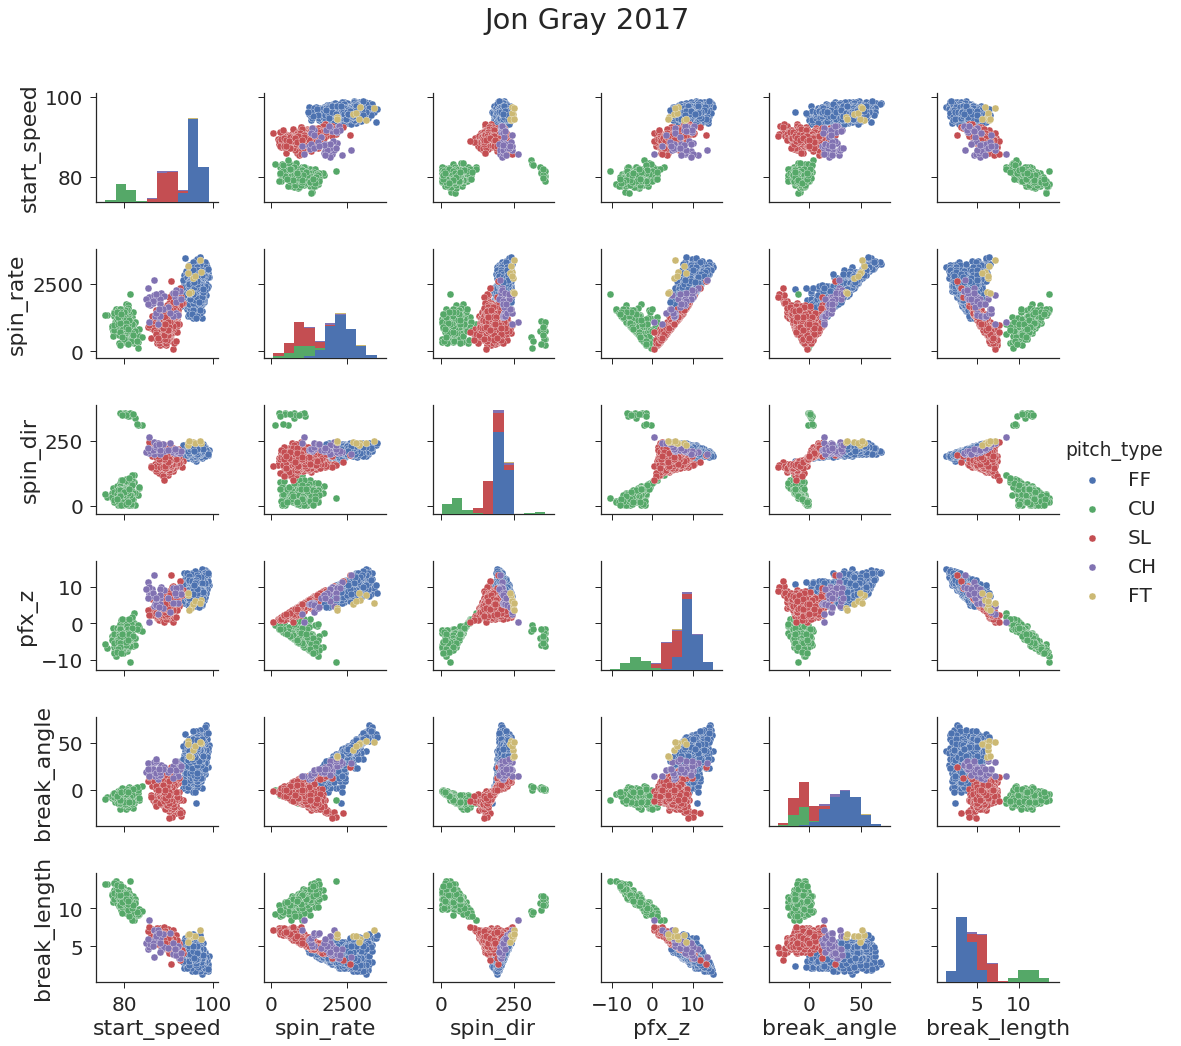 Jon Gray 2017
start_speed
100
80
spin_rate
2500
0
spin_dir
250
0
pitch_type
FF
CU
SL
CH
FT
pfx_z
10
0
−10
break_angle
50
0
break_length
10
5
80 100
0 2500
0 250
−10 0 10
0 50
5 10
start_speed
spin_rate
spin_dir
pfx_z
break_angle
break_length